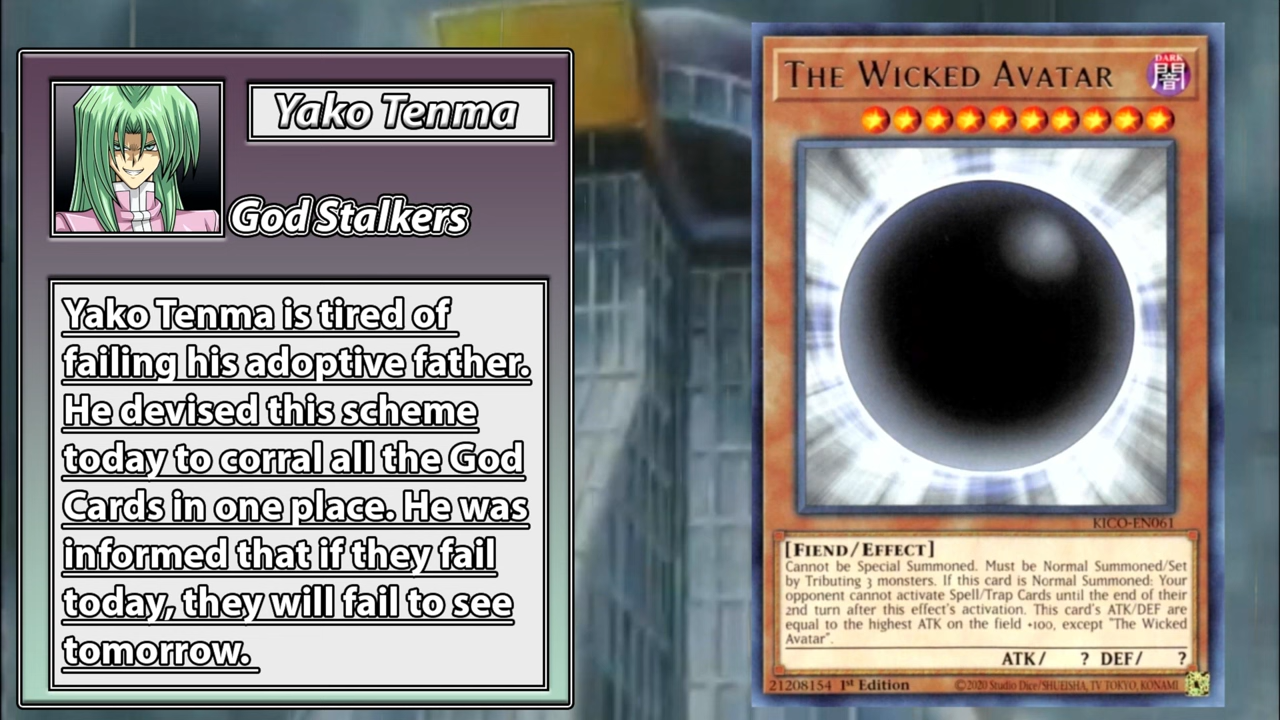 Yako Tenma
God Stalkers
Yako Tenma is tired of
failing his adoptive father.
He devised this scheme
today to corral all the God
Cards in one place. He was
informed that if they fail
today, they will fail to see
tomorrow.
THE WICKED AVATAR
DARK
闇
KICO-EN061
[FIEND/EFFECT]
Cannot be Special Summoned. Must be Normal Summoned/Set
by Tributing 3 monsters. If this card is Normal Summoned: Your
opponent cannot activate Spell/Trap Cards until the end of their
2nd turn after this effect's activation. This card's ATK/DEF are
equal to the highest ATK on the field +100, except "The Wicked
Avatar".
ATK/ ? DEF/ ?
21208154 1st Edition ©2020 Studio Dice/SHUEISHA, TV TOKYO, KONAMI